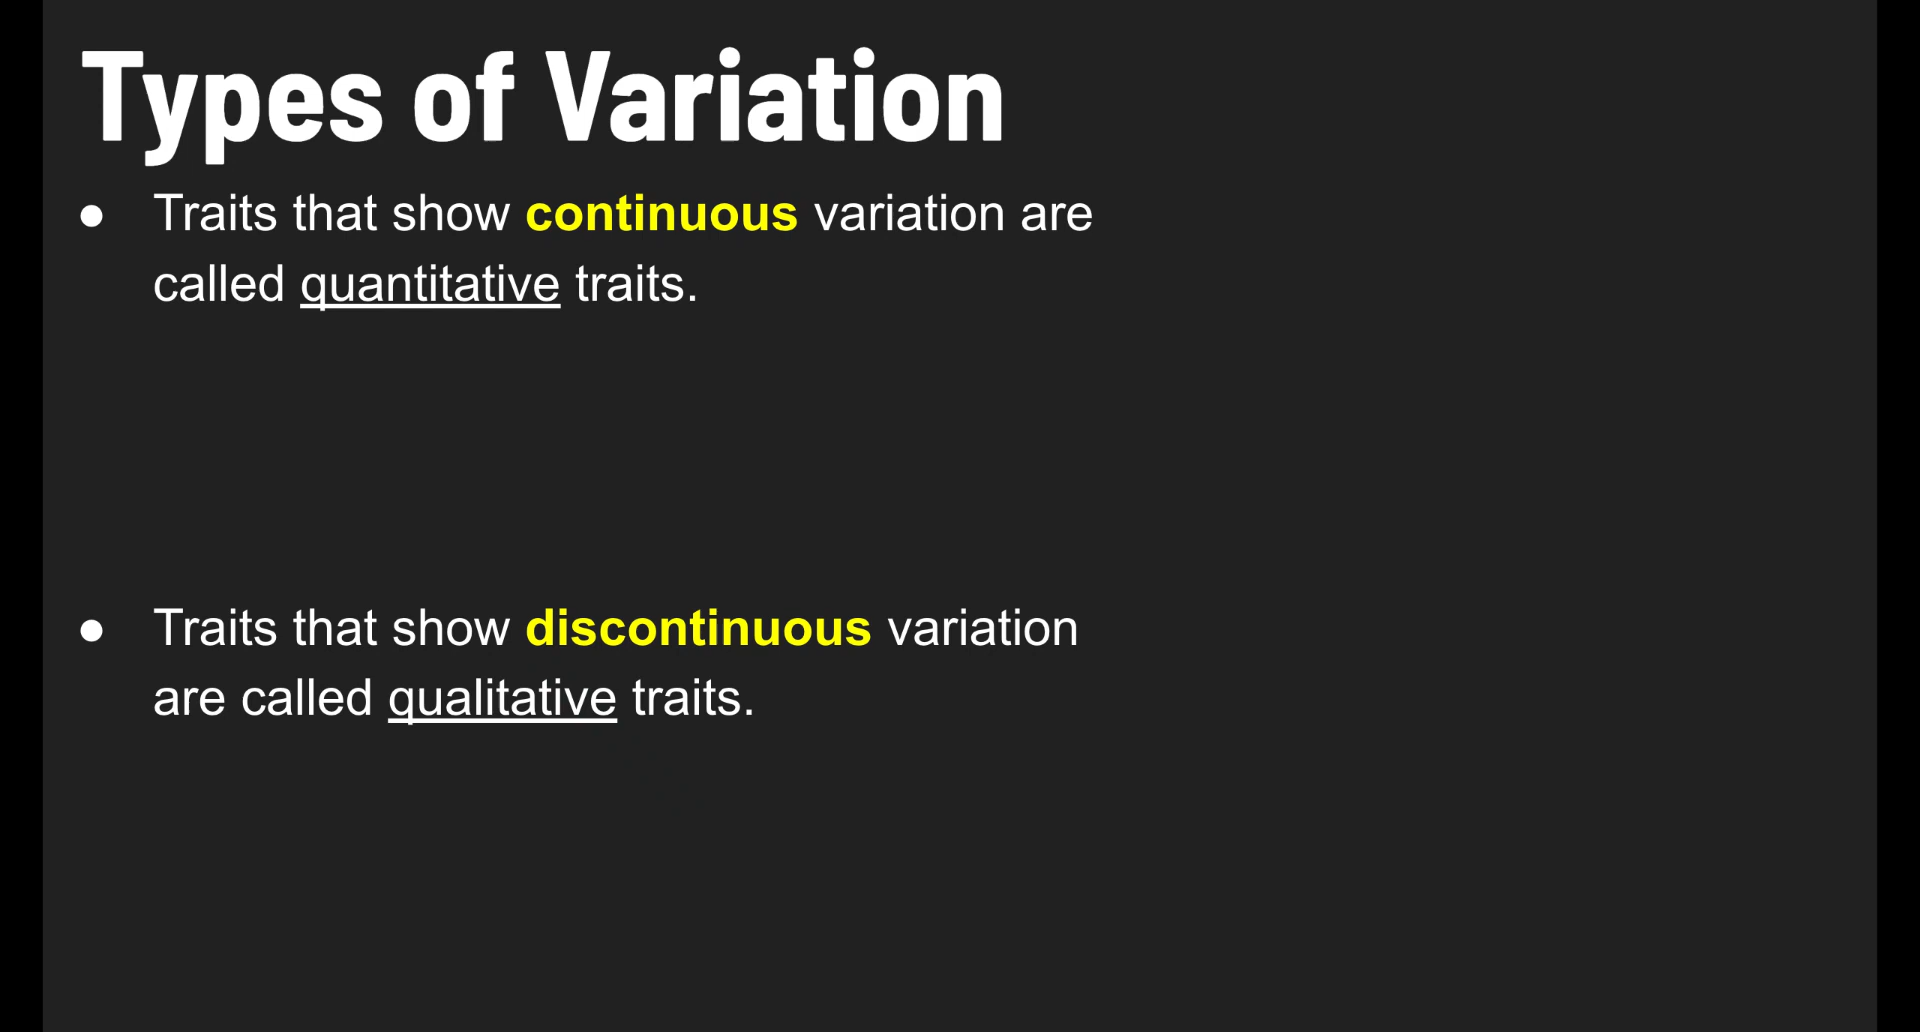 Types of Variation
● Traits that show continuous variation are
called quantitative traits.
● Traits that show discontinuous variation
are called qualitative traits.